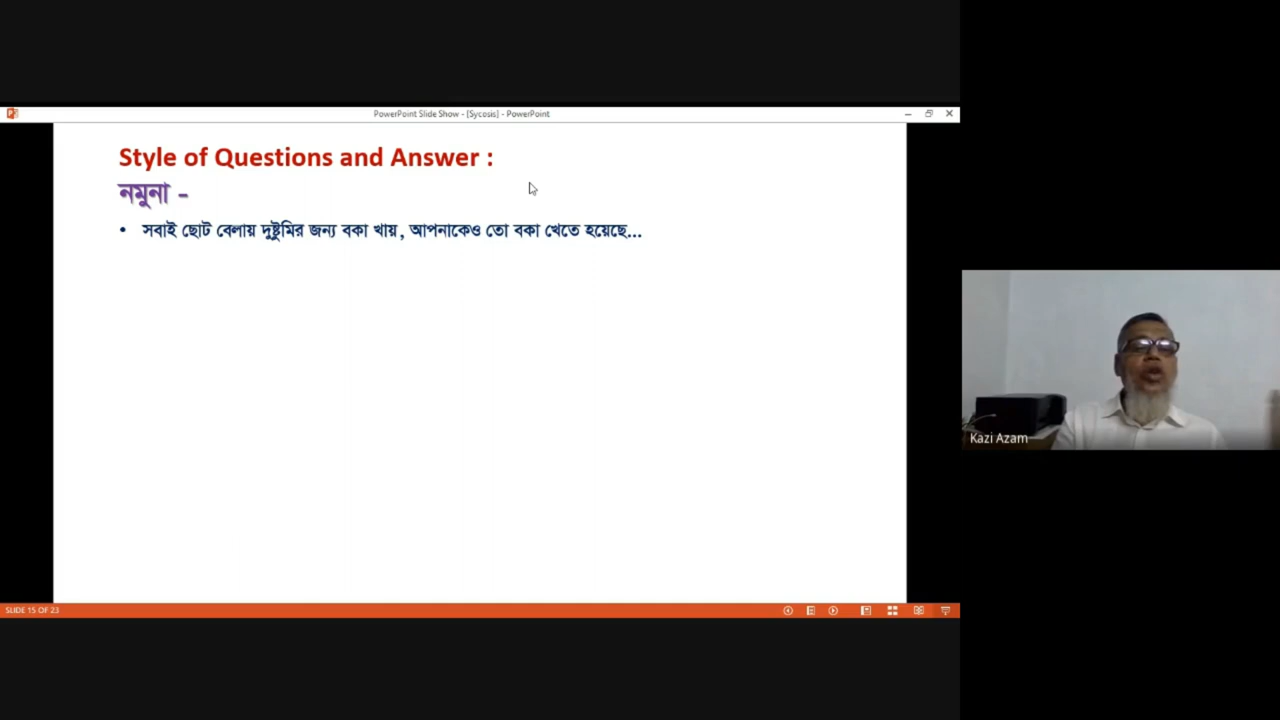 PowerPoint Slide Show - [Sycosis] - PowerPoint
Style of Questions and Answer :
নমুনা -
• সবাই ছোট বেলায় দুষ্টুমির জন্য বকা খায়, আপনাকেও তো বকা খেতে হয়েছে...
Kazi Azam
SLIDE 15 OF 23